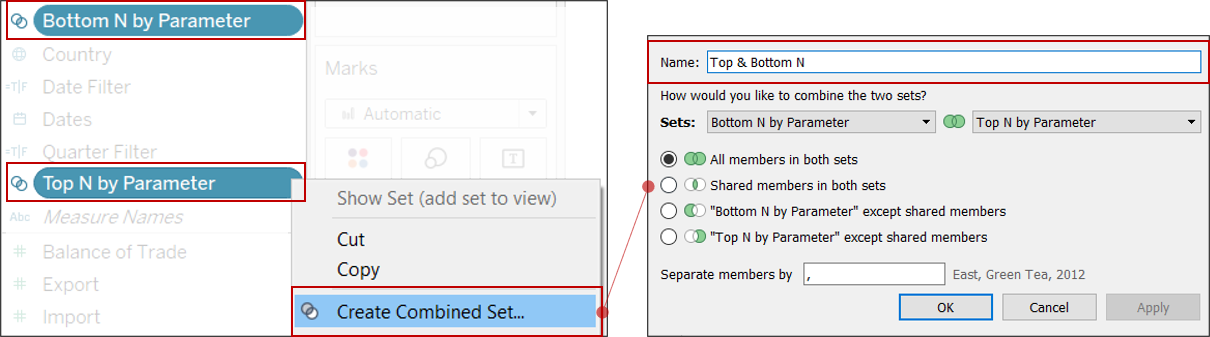 Bottom N by Parameter
Country
=T|F Date Filter
Dates
=T|F Quarter Filter
Top N by Parameter
Abc Measure Names
# Balance of Trade
# Export
# Import
Marks
Automatic
T
Show Set (add set to view)
Cut
Copy
Create Combined Set...
Name: Top & Bottom N
How would you like to combine the two sets?
Sets: Bottom N by Parameter Top N by Parameter
All members in both sets
Shared members in both sets
"Bottom N by Parameter" except shared members
"Top N by Parameter" except shared members
Separate members by , East, Green Tea, 2012
OK Cancel Apply